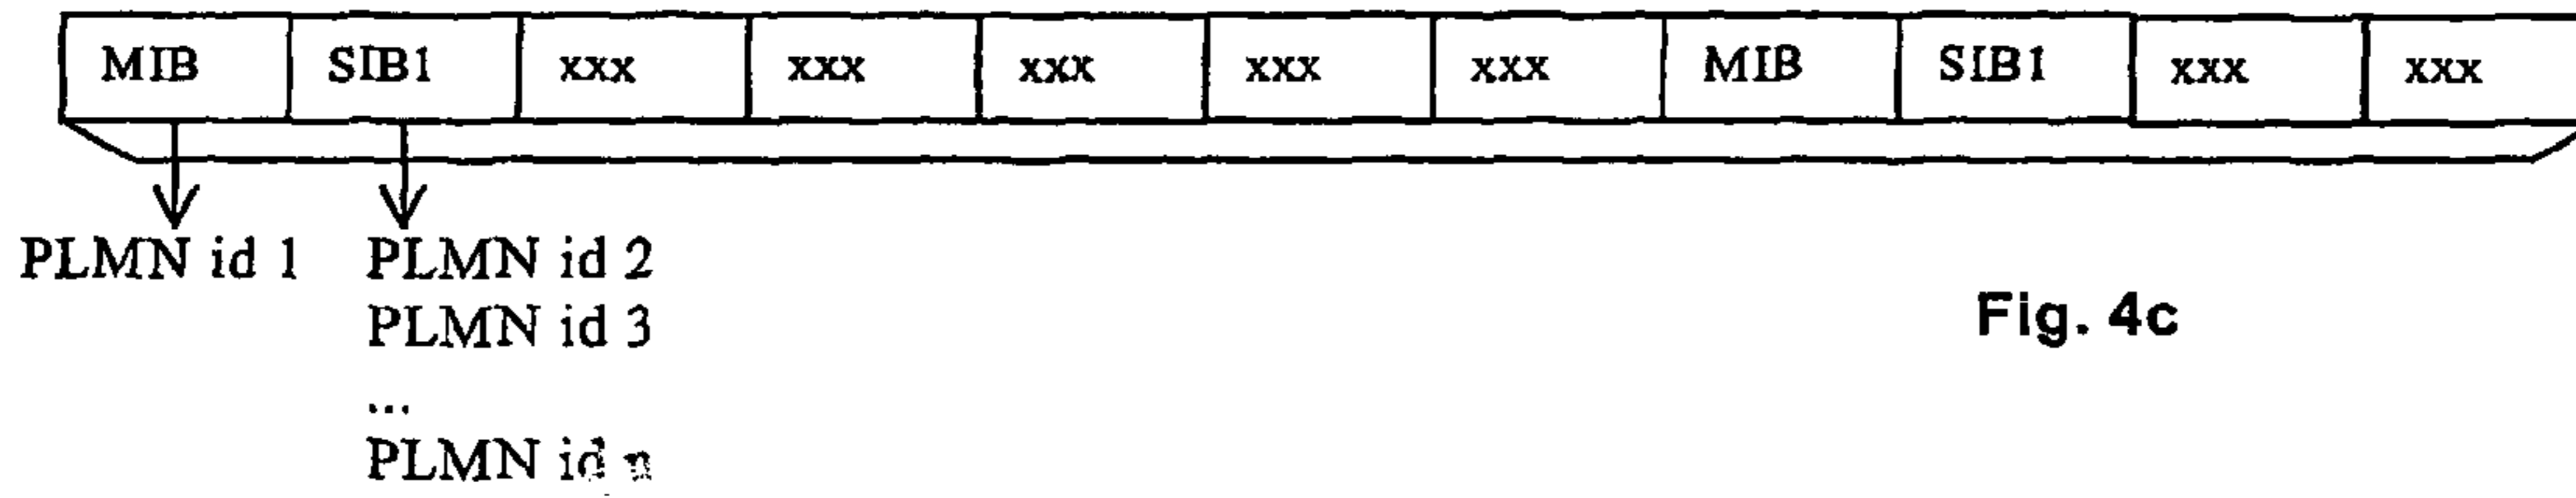 MIB SIB1 xxx xxx xxx xxx xxx MIB SIB1 xxx xxx
PLMN id 1 PLMN id 2
PLMN id 3
...
PLMN id n
Fig. 4c